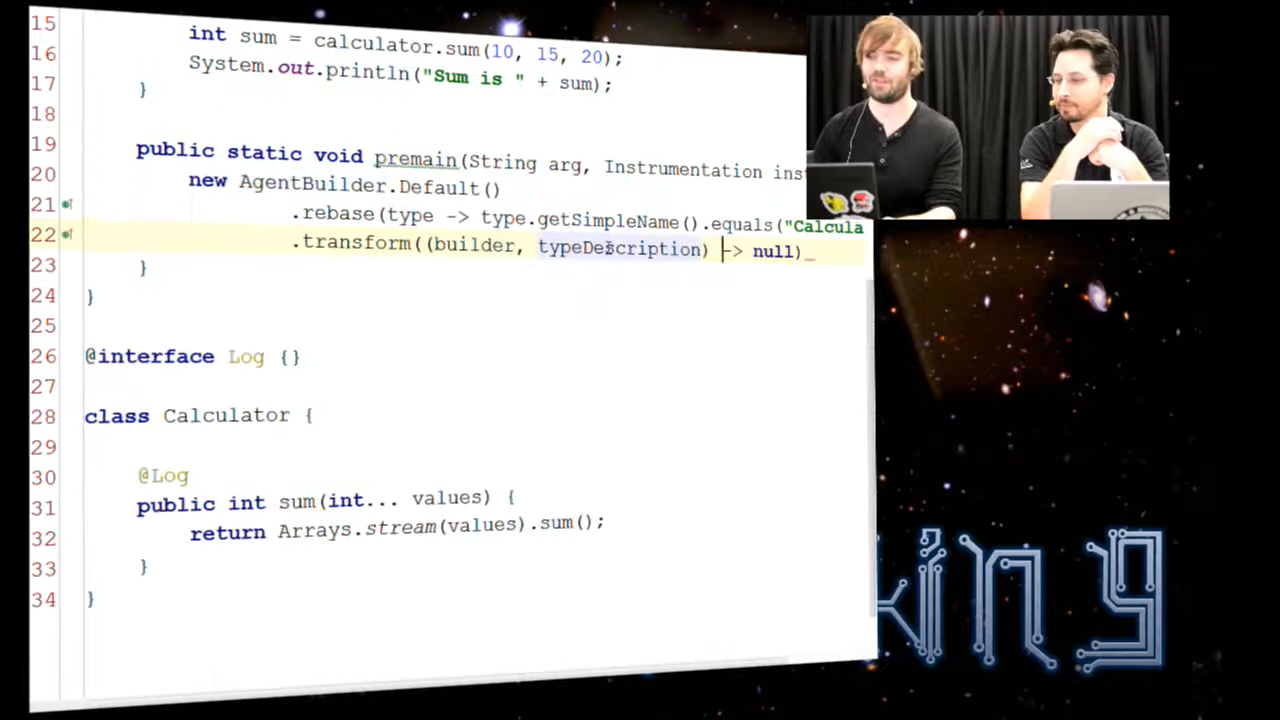 15
16 int sum = calculator.sum(10, 15, 20);
17 System.out.println("Sum is " + sum);
18 }
19
20 public static void premain(String arg, Instrumentation ins
21 new AgentBuilder.Default()
22 .rebase(type -> type.getSimpleName().equals("Calcula
23 .transform((builder, typeDescription) -> null)
24 }
25 }
26 @interface Log {}
27
28 class Calculator {
29
30 @Log
31 public int sum(int... values) {
32 return Arrays.stream(values).sum();
33 }
34 }